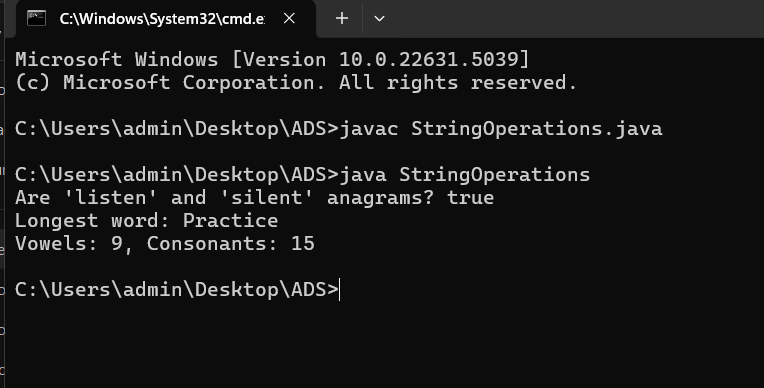 C:\Windows\System32\cmd.e
Microsoft Windows [Version 10.0.22631.5039]
(c) Microsoft Corporation. All rights reserved.
C:\Users\admin\Desktop\ADS>javac StringOperations.java
C:\Users\admin\Desktop\ADS>java StringOperations
Are 'listen' and 'silent' anagrams? true
Longest word: Practice
Vowels: 9, Consonants: 15
C:\Users\admin\Desktop\ADS>